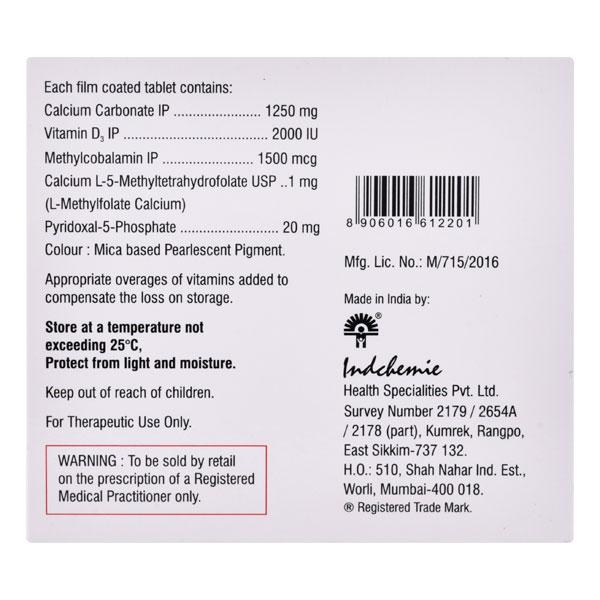 Each film coated tablet contains:
Calcium Carbonate IP ........................ 1250 mg
Vitamin D3 IP ........................................ 2000 IU
Methylcobalamin IP ........................... 1500 mcg
Calcium L-5-Methyltetrahydrofolate USP ..1 mg
(L-Methylfolate Calcium)
Pyridoxal-5-Phosphate ........................... 20 mg
Colour : Mica based Pearlescent Pigment.
Appropriate overages of vitamins added to
compensate the loss on storage.
Store at a temperature not
exceeding 25°C,
Protect from light and moisture.
Keep out of reach of children.
For Therapeutic Use Only.
WARNING : To be sold by retail
on the prescription of a Registered
Medical Practitioner only.
8 906016 612201
Mfg. Lic. No.: M/715/2016
Made in India by:
®
Indchemie
Health Specialities Pvt. Ltd.
Survey Number 2179 / 2654A
/ 2178 (part), Kumrek, Rangpo,
East Sikkim-737 132.
H.O.: 510, Shah Nahar Ind. Est.,
Worli, Mumbai-400 018.
® Registered Trade Mark.